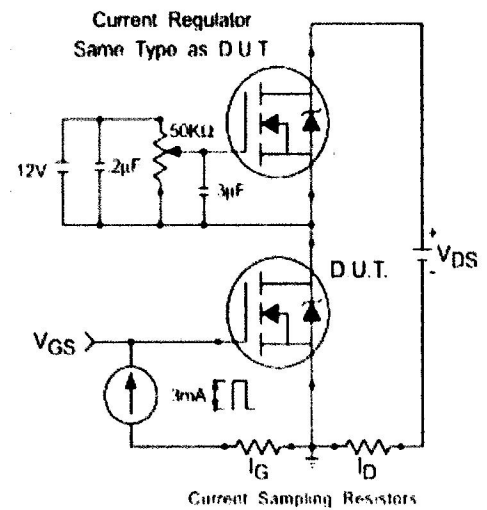 Current Regulator
Same Type as D.U.T
50KΩ
12V
.2μF
.3μF
+
VDS
-
D.U.T.
VGS
3mA
IG
ID
Current Sampling Resistors